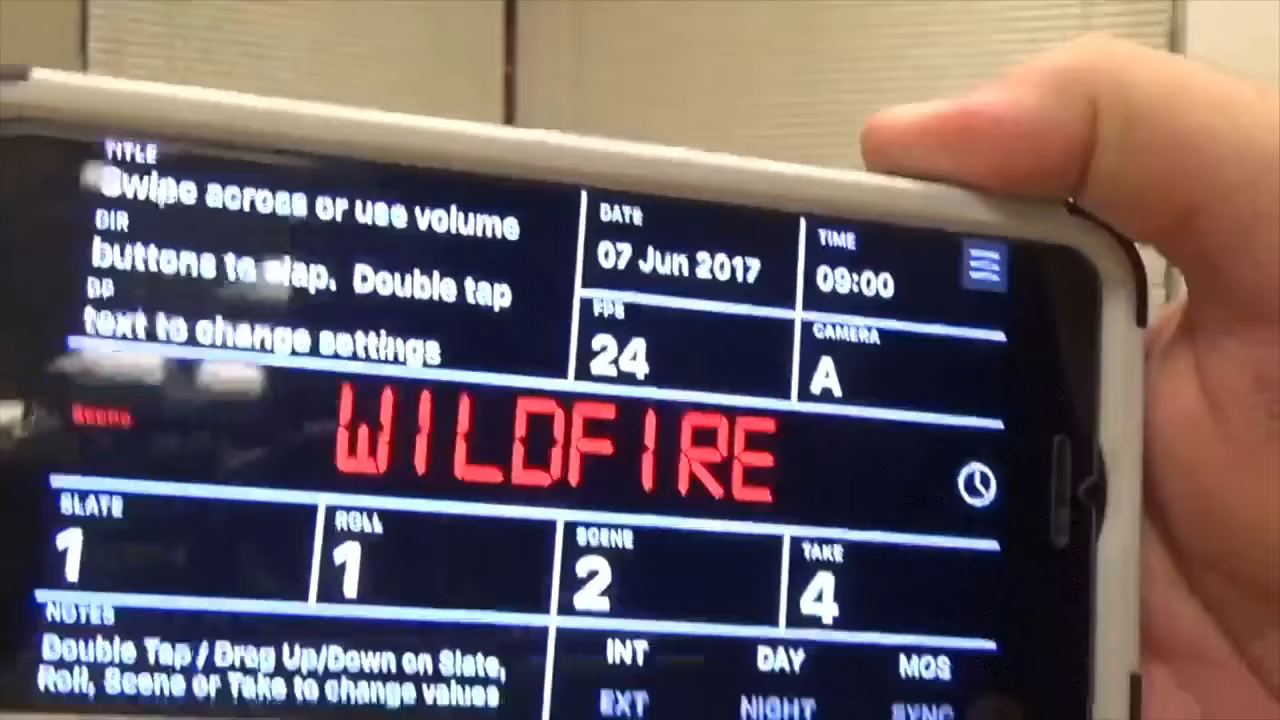 TITLE
Swipe across or use volume
DIR
buttons to slap. Double tap
DP
text to change settings
DATE
07 Jun 2017
TIME
09:00
FPS
24
CAMERA
A
Scene
WILDFIRE
SLATE
1
ROLL
1
SCENE
2
TAKE
4
NOTES
Double Tap / Drag Up/Down on Slate,
Roll, Scene or Take to change values
INT DAY MOS
EXT NIGHT SYNC